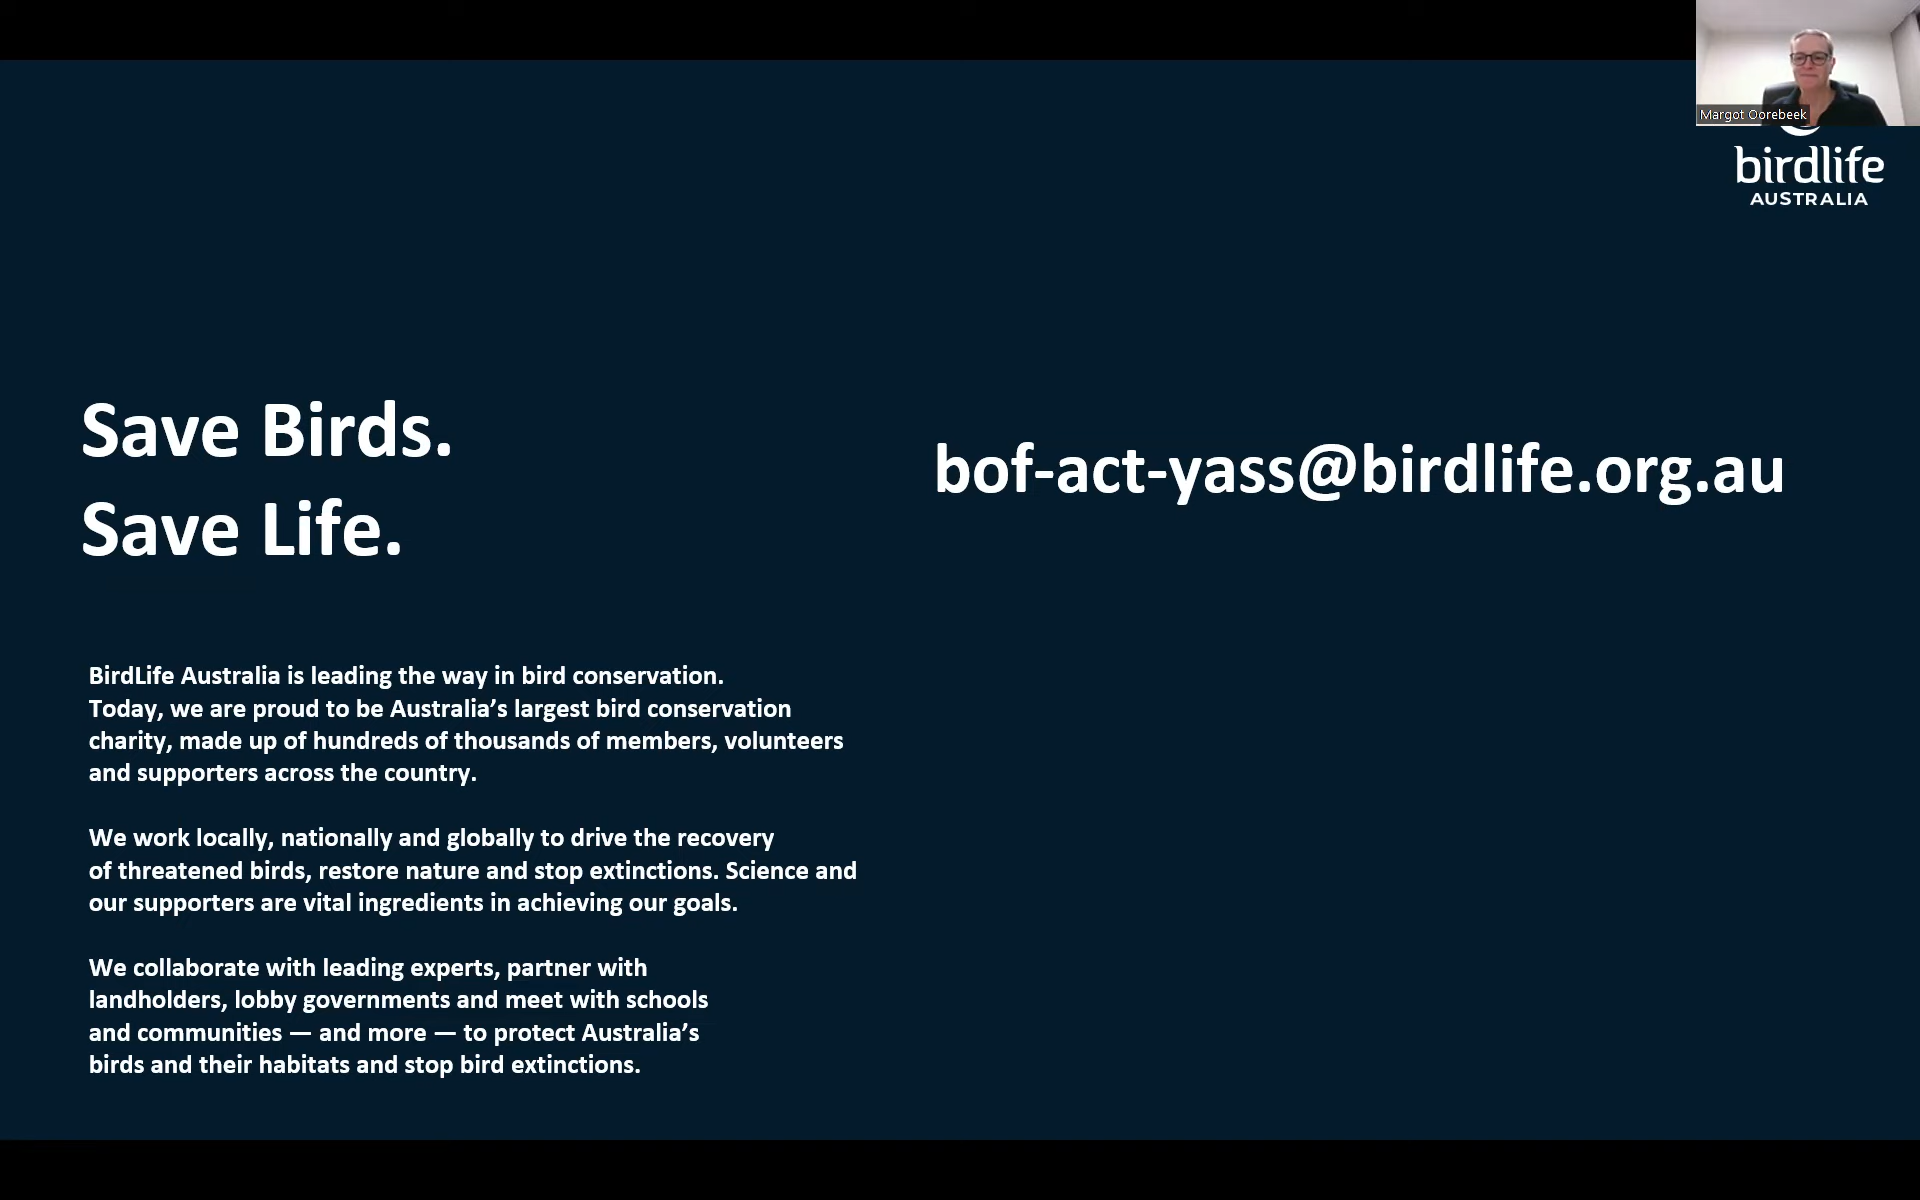 Margot Oorebeek
birdlife
AUSTRALIA
Save Birds.
Save Life.
bof-act-yass@birdlife.org.au
BirdLife Australia is leading the way in bird conservation.
Today, we are proud to be Australia’s largest bird conservation
charity, made up of hundreds of thousands of members, volunteers
and supporters across the country.
We work locally, nationally and globally to drive the recovery
of threatened birds, restore nature and stop extinctions. Science and
our supporters are vital ingredients in achieving our goals.
We collaborate with leading experts, partner with
landholders, lobby governments and meet with schools
and communities — and more — to protect Australia’s
birds and their habitats and stop bird extinctions.